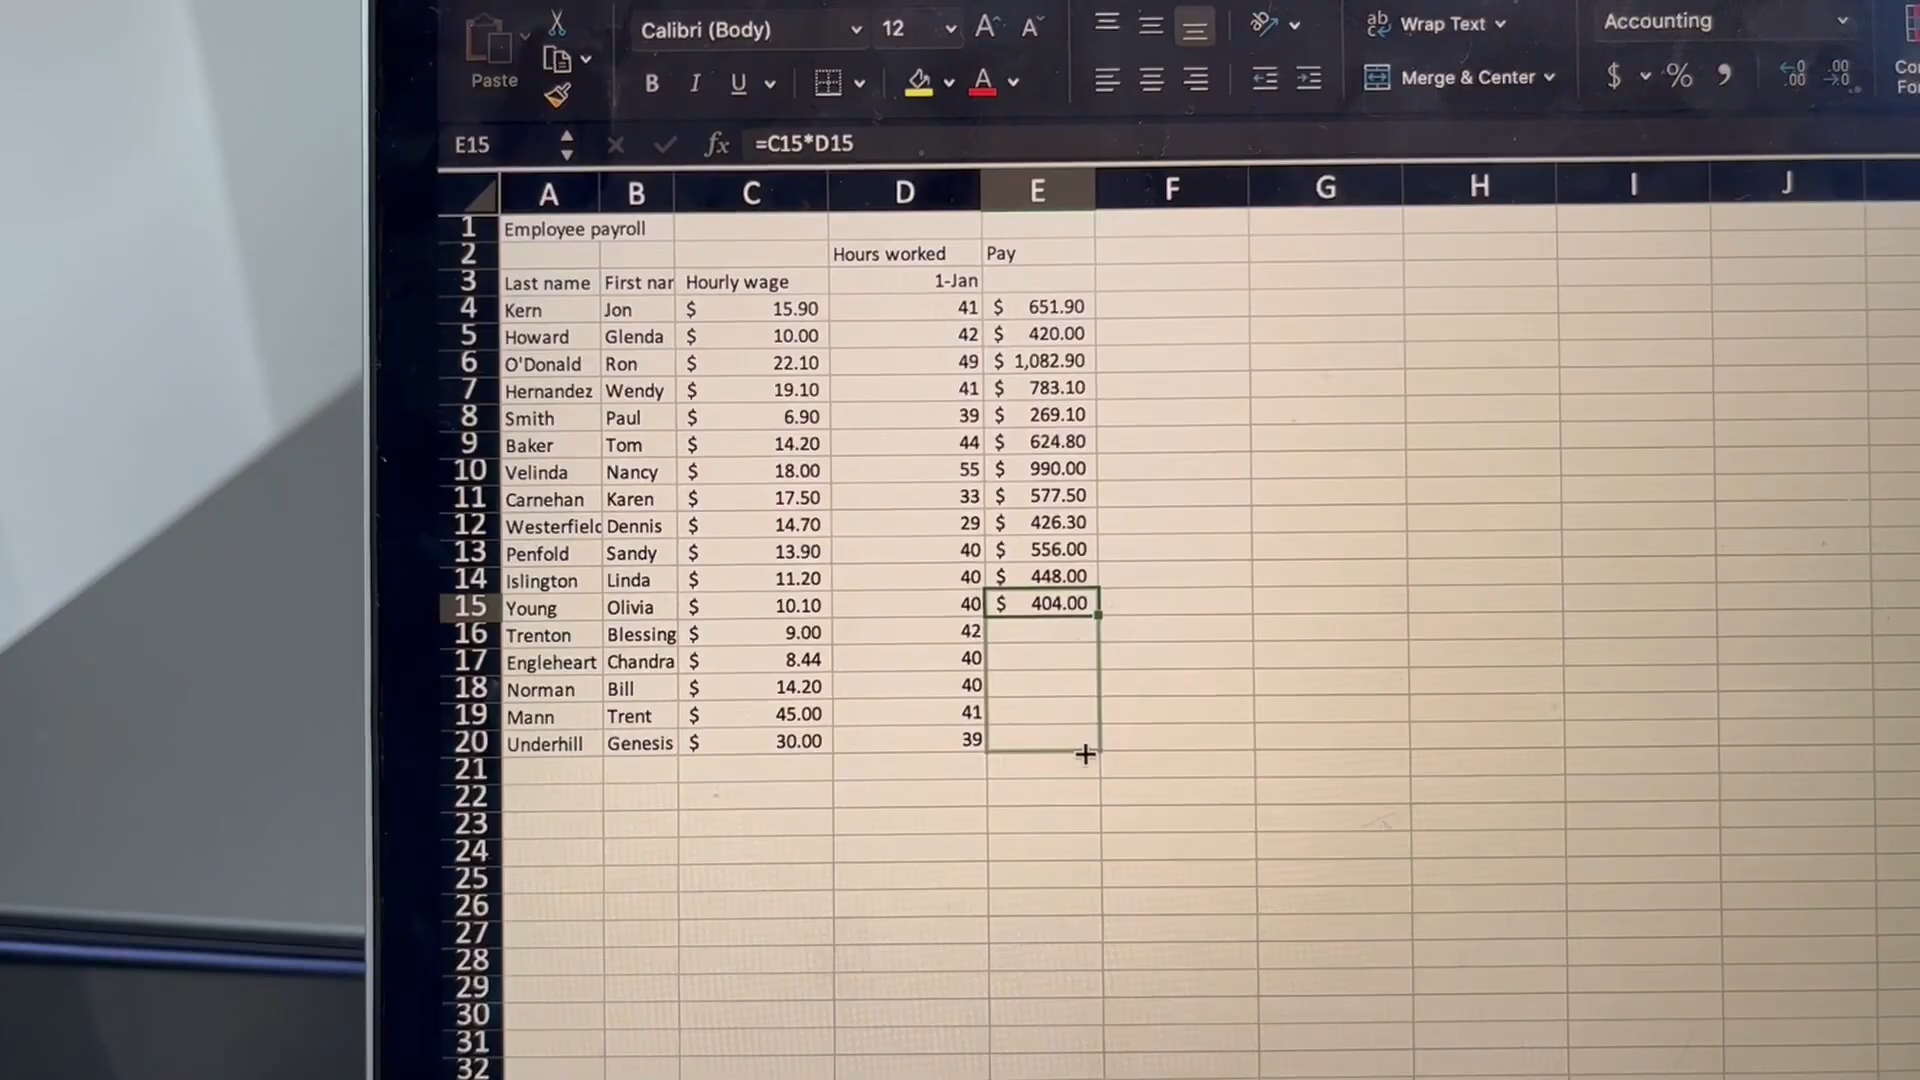 Calibri (Body) 12 A A ab Wrap Text Accounting
Paste B I U A Merge & Center $ % 00 00
E15 fx =C15*D15
A B C D E F G H I J
1 Employee payroll
2 Hours worked Pay
3 Last name First nar Hourly wage 1-Jan
4 Kern Jon $ 15.90 41 $ 651.90
5 Howard Glenda $ 10.00 42 $ 420.00
6 O'Donald Ron $ 22.10 49 $ 1,082.90
7 Hernandez Wendy $ 19.10 41 $ 783.10
8 Smith Paul $ 6.90 39 $ 269.10
9 Baker Tom $ 14.20 44 $ 624.80
10 Velinda Nancy $ 18.00 55 $ 990.00
11 Carnehan Karen $ 17.50 33 $ 577.50
12 Westerfield Dennis $ 14.70 29 $ 426.30
13 Penfold Sandy $ 13.90 40 $ 556.00
14 Islington Linda $ 11.20 40 $ 448.00
15 Young Olivia $ 10.10 40 $ 404.00
16 Trenton Blessing $ 9.00 42
17 Engleheart Chandra $ 8.44 40
18 Norman Bill $ 14.20 40
19 Mann Trent $ 45.00 41
20 Underhill Genesis $ 30.00 39
21
22
23
24
25
26
27
28
29
30
31
32